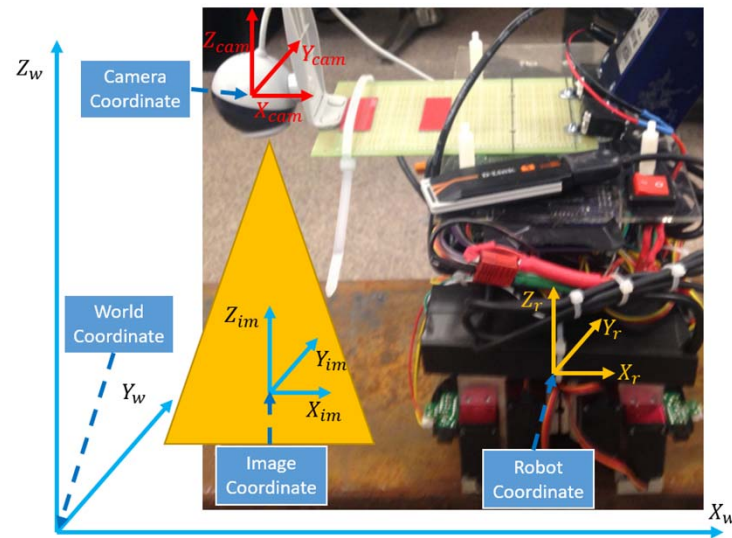 Z_w
Camera
Coordinate
Z_cam
Y_cam
X_cam
D-Link
World
Coordinate
Y_w
Z_im
Y_im
X_im
Z_r
Y_r
X_r
Image
Coordinate
Robot
Coordinate
X_w